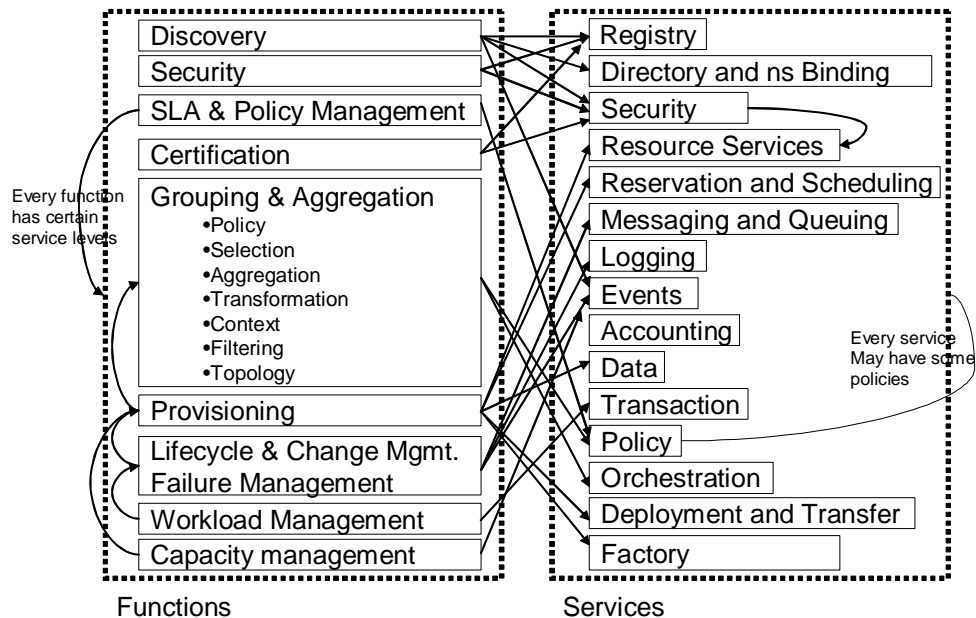 Discovery
Security
SLA & Policy Management
Certification
Every function
has certain
service levels
Grouping & Aggregation
•Policy
•Selection
•Aggregation
•Transformation
•Context
•Filtering
•Topology
Provisioning
Lifecycle & Change Mgmt.
Failure Management
Workload Management
Capacity management
Functions
Registry
Directory and ns Binding
Security
Resource Services
Reservation and Scheduling
Messaging and Queuing
Logging
Events
Accounting
Data
Transaction
Policy
Orchestration
Deployment and Transfer
Factory
Every service
May have some
policies
Services